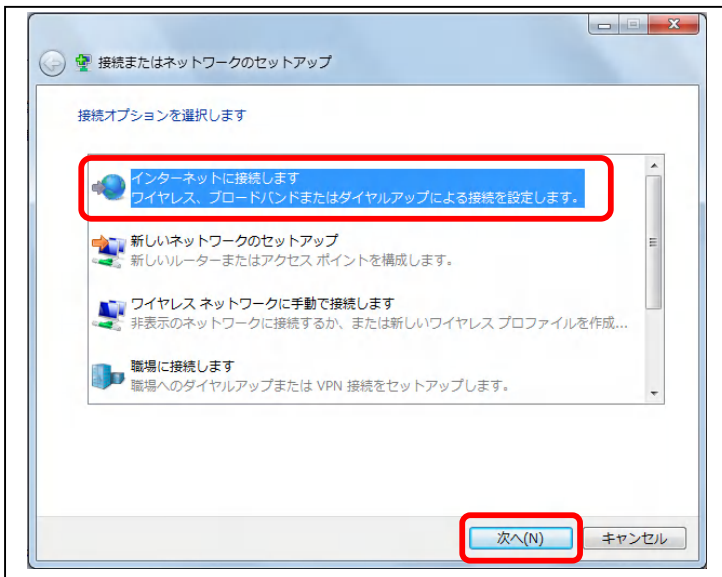 接続またはネットワークのセットアップ
接続オプションを選択します
インターネットに接続します
ワイヤレス、ブロードバンドまたはダイヤルアップによる接続を設定します。
新しいネットワークのセットアップ
新しいルーターまたはアクセス ポイントを構成します。
ワイヤレス ネットワークに手動で接続します
非表示のネットワークに接続するか、または新しいワイヤレス プロファイルを作成...
職場に接続します
職場へのダイヤルアップまたは VPN 接続をセットアップします。
次へ(N)
キャンセル